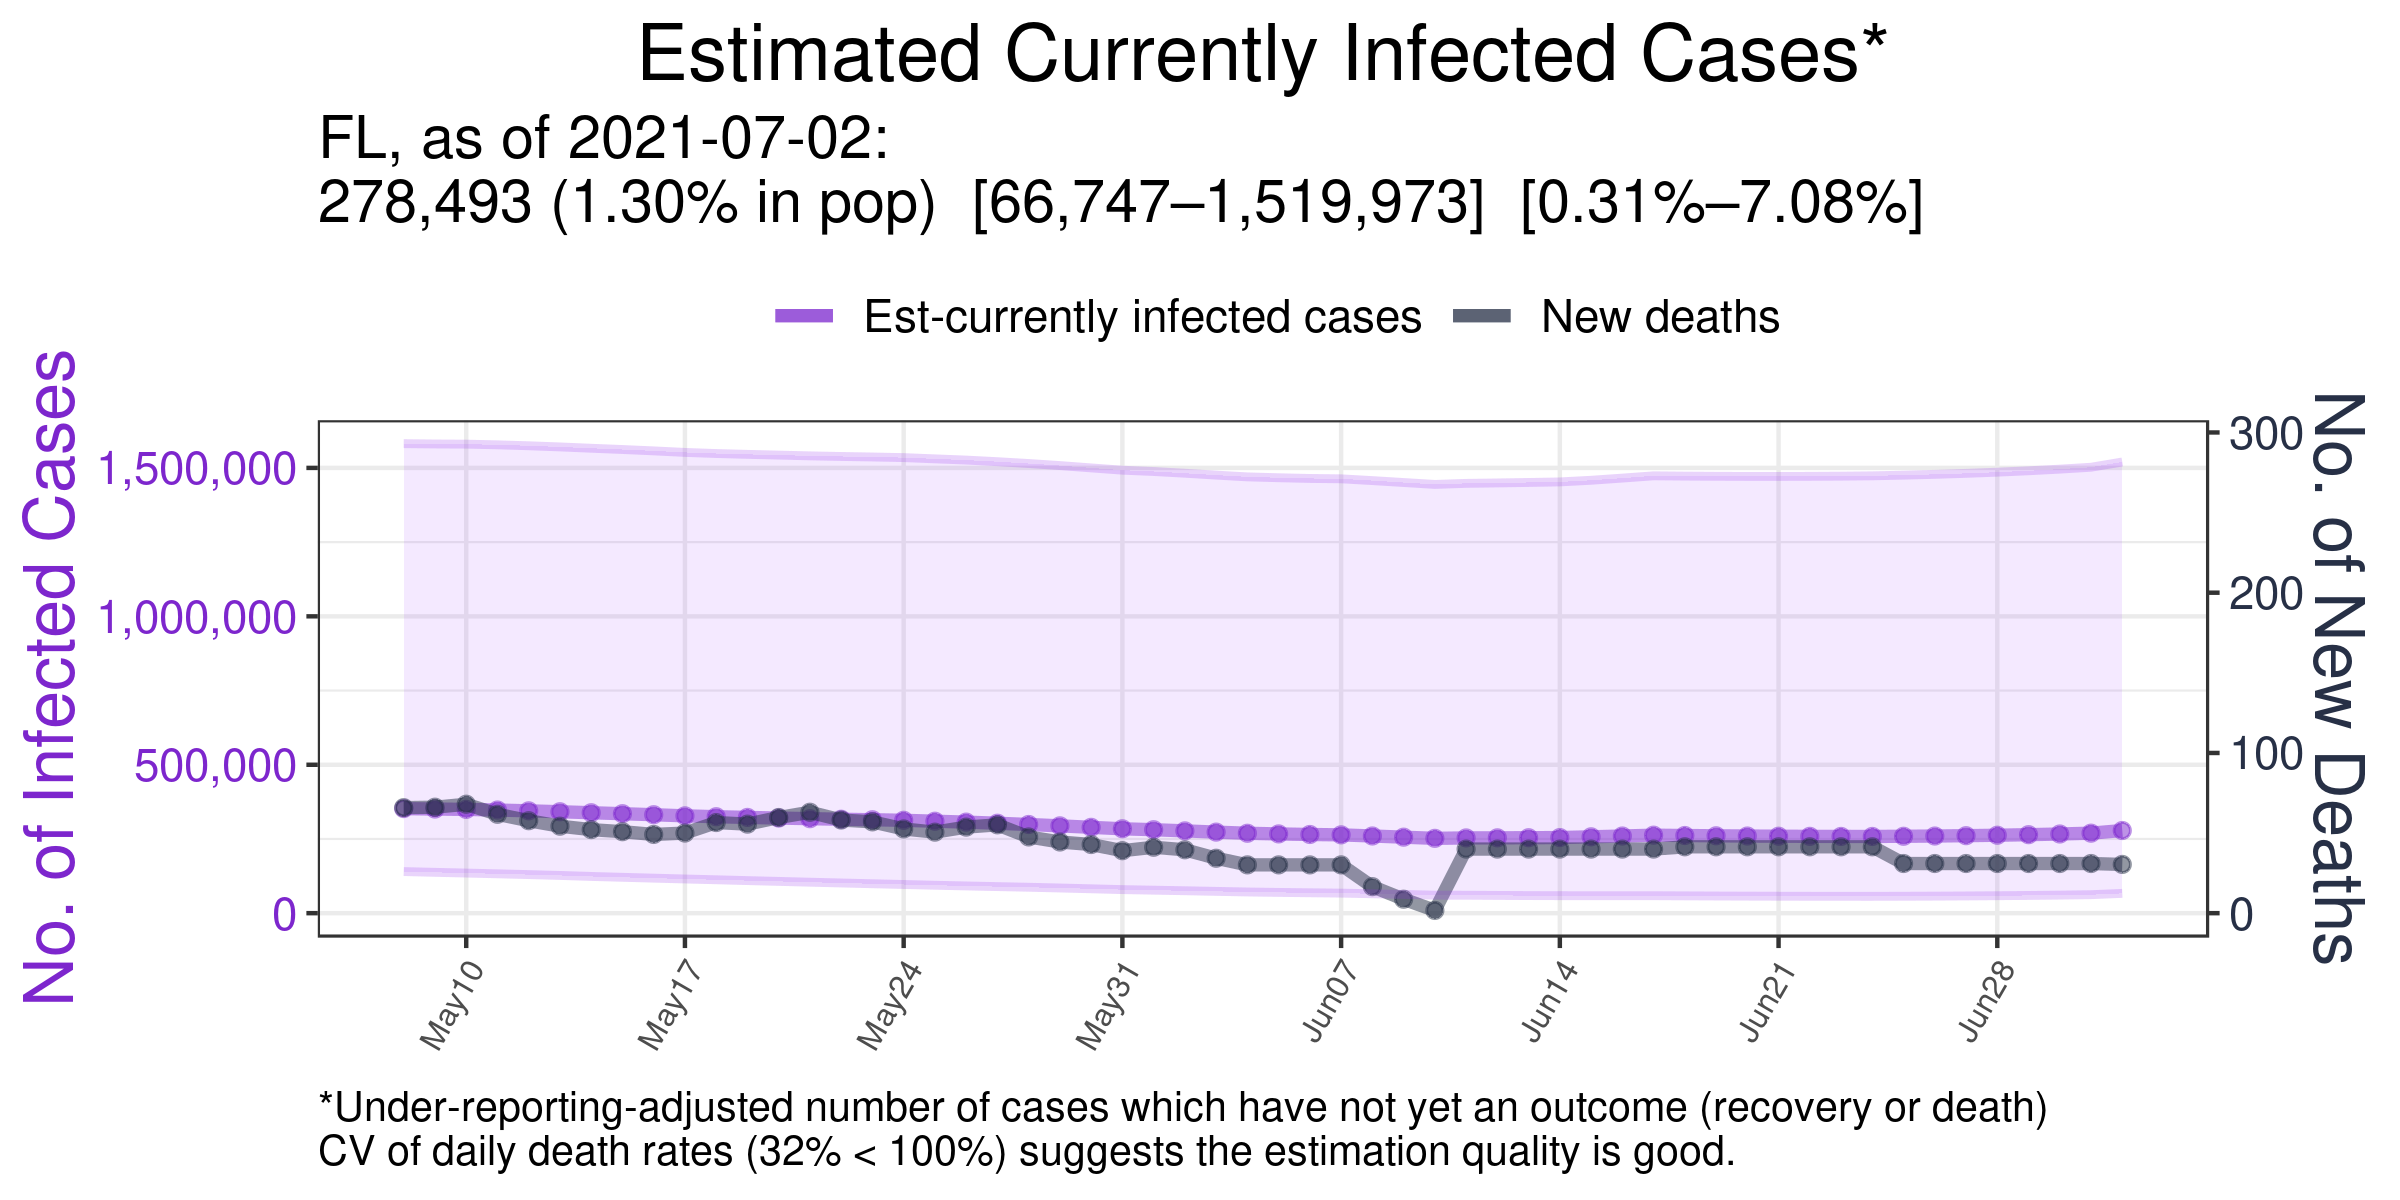 Estimated Currently Infected Cases*
FL, as of 2021-07-02:
278,493 (1.30% in pop)  [66,747–1,519,973]  [0.31%–7.08%]
Est-currently infected cases
New deaths
No. of Infected Cases
1,500,000
1,000,000
500,000
0
300
200
100
0
No. of New Deaths
May10
May17
May24
May31
Jun07
Jun14
Jun21
Jun28
*Under-reporting-adjusted number of cases which have not yet an outcome (recovery or death)
CV of daily death rates (32% < 100%) suggests the estimation quality is good.